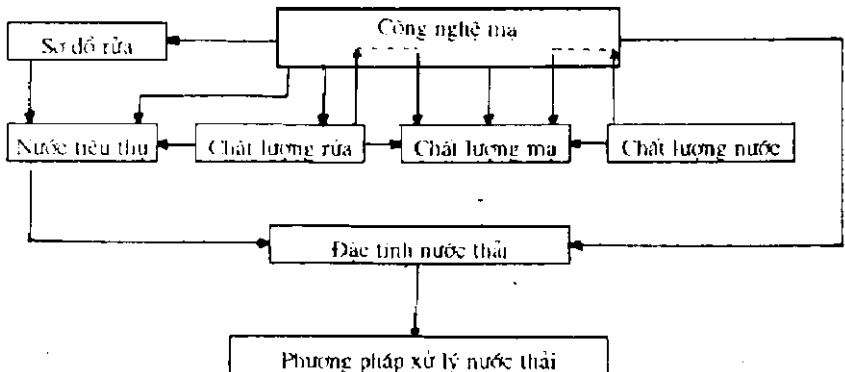 Công nghệ mạ
Sơ đồ rửa
Nước tiêu thụ
Chất lượng rửa
Chất lượng mạ
Chất lượng nước
Đặc tính nước thải
Phương pháp xử lý nước thải